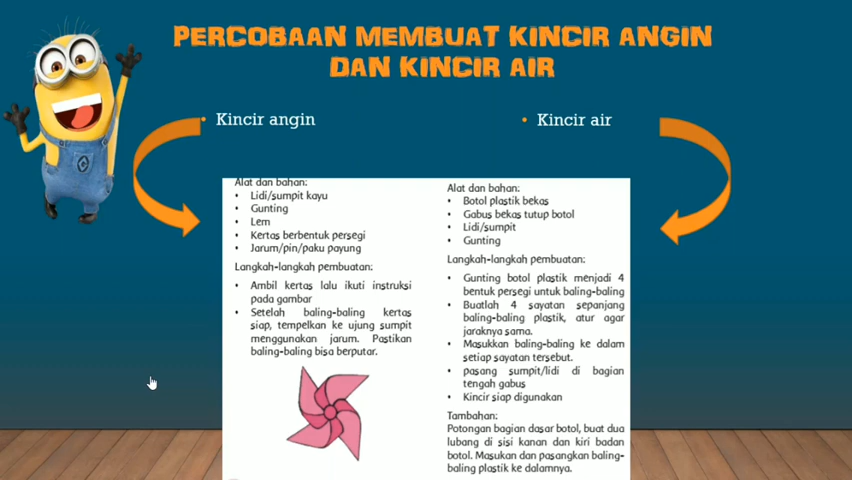 PERCOBAAN MEMBUAT KINCIR ANGIN
DAN KINCIR AIR
• Kincir angin
• Kincir air
Alat dan bahan:
• Lidi/sumpit kayu
• Gunting
• Lem
• Kertas berbentuk persegi
• Jarum/pin/paku payung
Langkah-langkah pembuatan:
• Ambil kertas lalu ikuti instruksi
pada gambar
• Setelah baling-baling kertas
siap, tempelkan ke ujung sumpit
menggunakan jarum. Pastikan
baling-baling bisa berputar.
Alat dan bahan:
• Botol plastik bekas
• Gabus bekas tutup botol
• Lidi/sumpit
• Gunting
Langkah-langkah pembuatan:
• Gunting botol plastik menjadi 4
bentuk persegi untuk baling-baling
• Buatlah 4 sayatan sepanjang
baling-baling plastik, atur agar
jaraknya sama.
• Masukkan baling-baling ke dalam
setiap sayatan tersebut.
• pasang sumpit/lidi di bagian
tengah gabus
• Kincir siap digunakan
Tambahan:
Potongan bagian dasar botol, buat dua
lubang di sisi kanan dan kiri badan
botol. Masukan dan pasangkan baling-
baling plastik ke dalamnya.